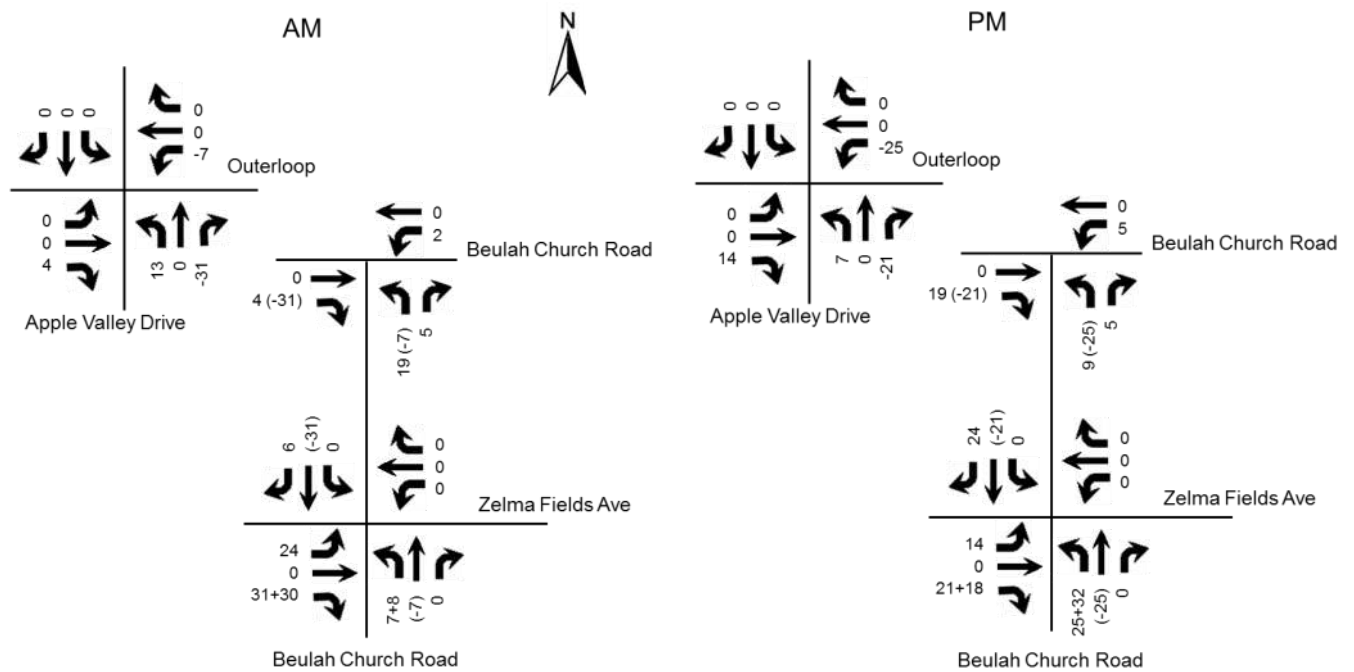 AM
N
PM
0 0 0
0
0
-7
Outerloop
0
0
4
13 0 -31
Apple Valley Drive
0
2
Beulah Church Road
0
4 (-31)
19 (-7) 5
6 (-31) 0
0
0
0
Zelma Fields Ave
24
0
31+30
7+8 (-7) 0
Beulah Church Road
0 0 0
0
0
-25
Outerloop
0
0
14
7 0 -21
Apple Valley Drive
0
5
Beulah Church Road
0
19 (-21)
9 (-25) 5
24 (-21) 0
0
0
0
Zelma Fields Ave
14
0
21+18
25+32 (-25) 0
Beulah Church Road